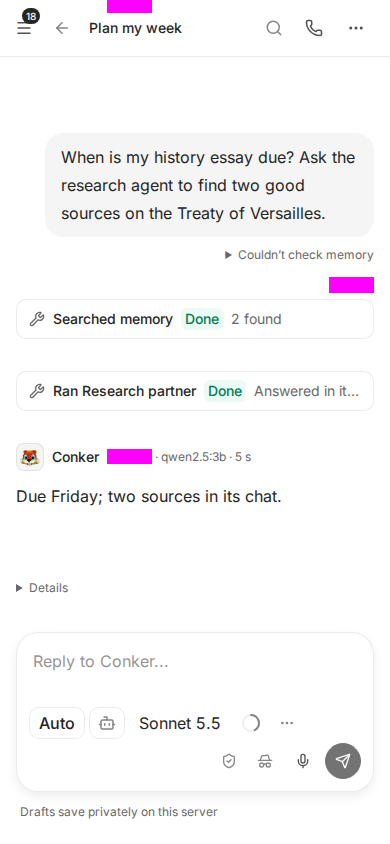 18
Plan my week
When is my history essay due? Ask the
research agent to find two good
sources on the Treaty of Versailles.
Couldn't check memory
Searched memory Done 2 found
Ran Research partner Done Answered in it...
Conker · qwen2.5:3b · 5 s
Due Friday; two sources in its chat.
Details
Reply to Conker...
Auto Sonnet 5.5
Drafts save privately on this server